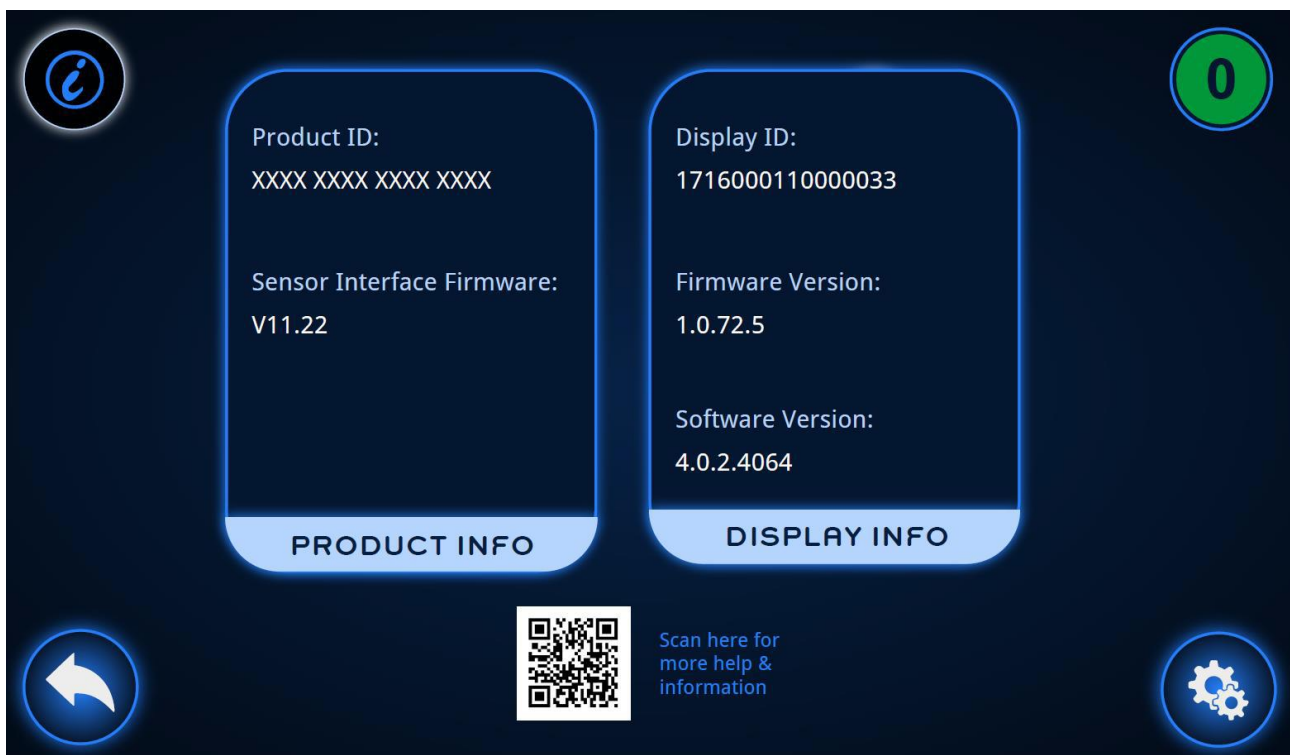 i
0
Product ID:
XXXX XXXX XXXX XXXX
Sensor Interface Firmware:
V11.22
PRODUCT INFO
Display ID:
1716000110000033
Firmware Version:
1.0.72.5
Software Version:
4.0.2.4064
DISPLAY INFO
Scan here for
more help &
information